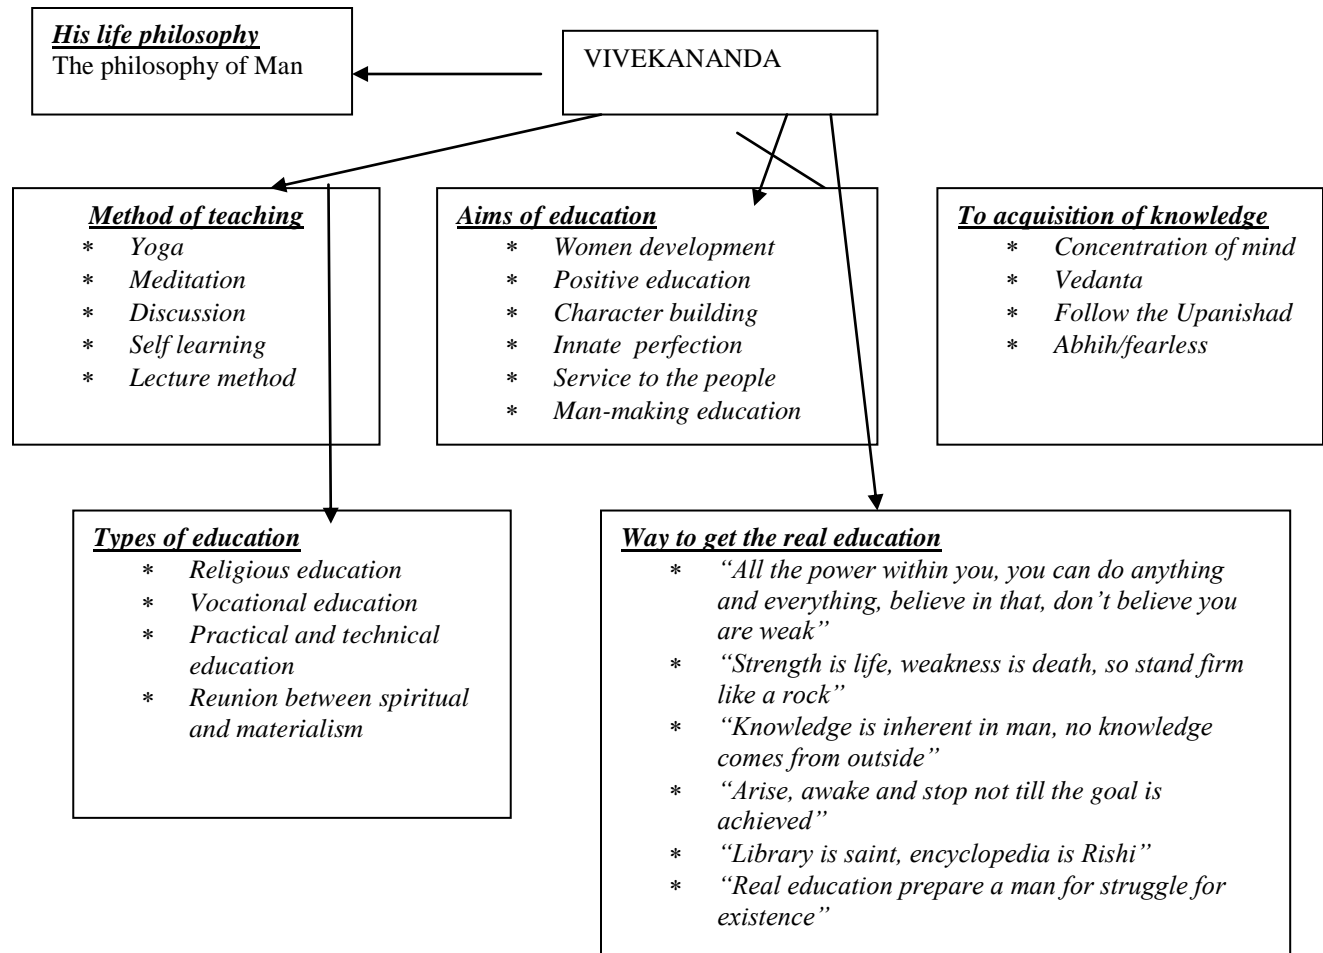 His life philosophy
The philosophy of Man
VIVEKANANDA
Method of teaching
* Yoga
* Meditation
* Discussion
* Self learning
* Lecture method
Aims of education
* Women development
* Positive education
* Character building
* Innate perfection
* Service to the people
* Man-making education
To acquisition of knowledge
* Concentration of mind
* Vedanta
* Follow the Upanishad
* Abhih/fearless
Types of education
* Religious education
* Vocational education
* Practical and technical
education
* Reunion between spiritual
and materialism
Way to get the real education
* “All the power within you, you can do anything
and everything, believe in that, don’t believe you
are weak”
* “Strength is life, weakness is death, so stand firm
like a rock”
* “Knowledge is inherent in man, no knowledge
comes from outside”
* “Arise, awake and stop not till the goal is
achieved”
* “Library is saint, encyclopedia is Rishi”
* “Real education prepare a man for struggle for
existence”